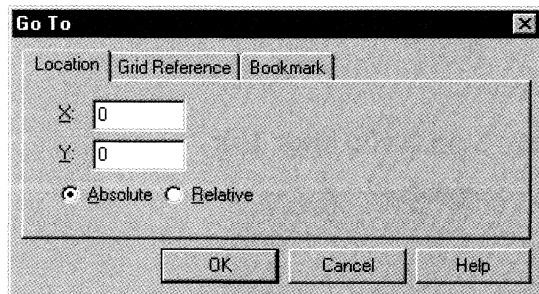 Go To
Location Grid Reference Bookmark
X: 0
Y: 0
Absolute Relative
OK Cancel Help